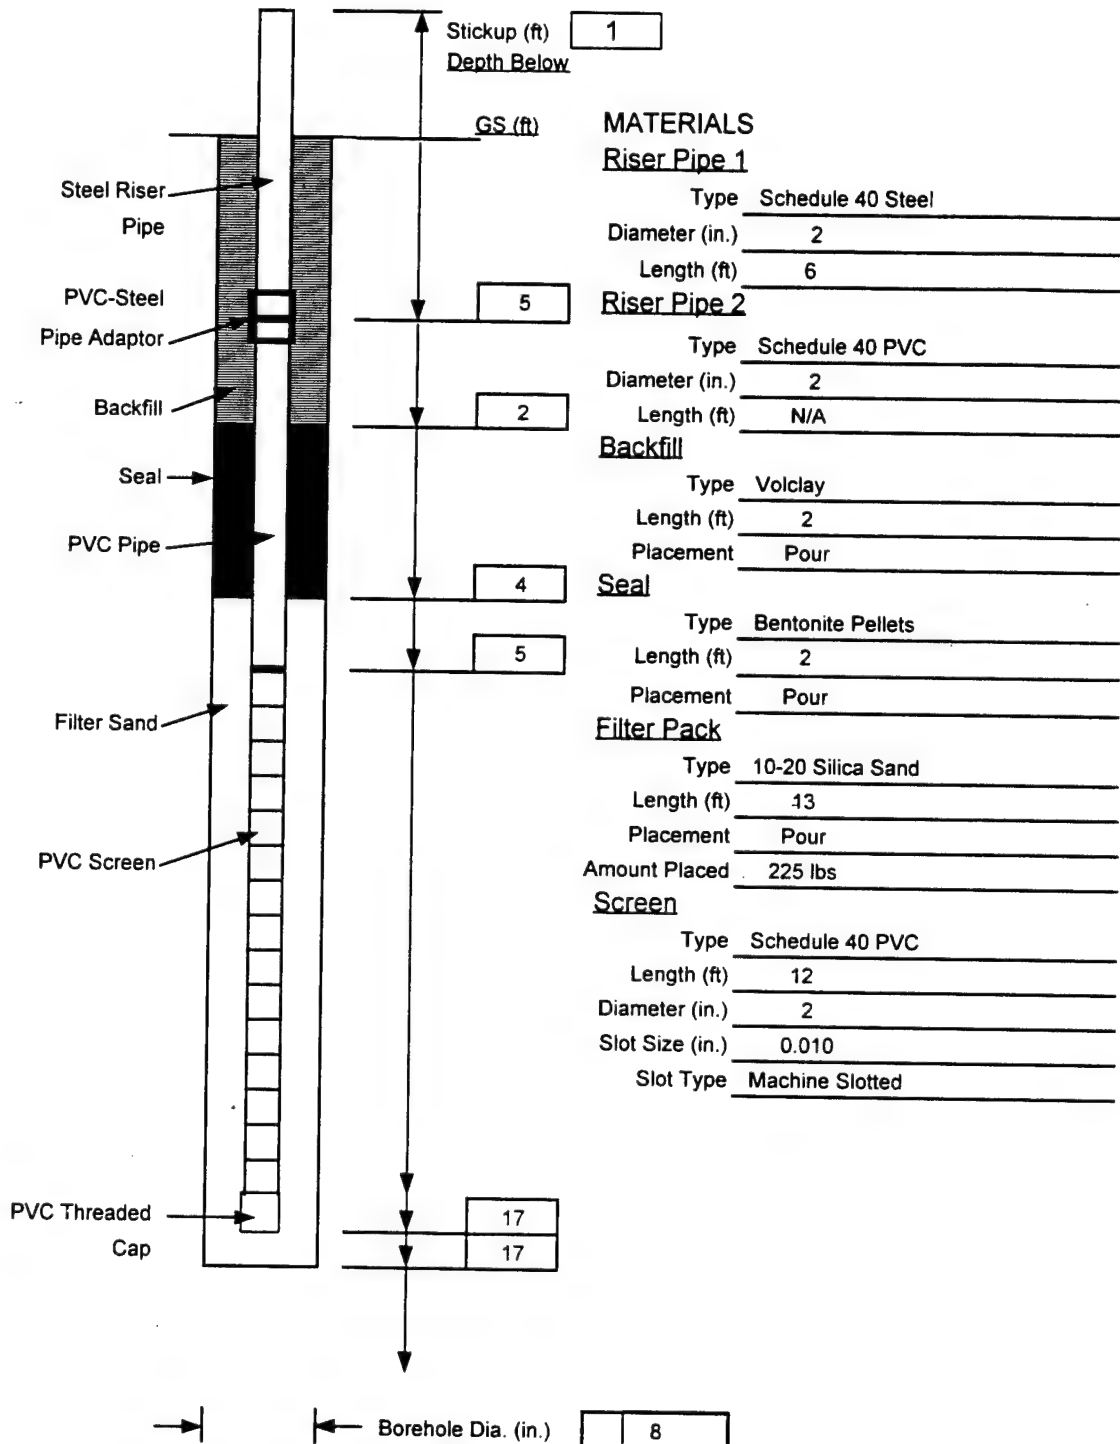 Stickup (ft) 1
Depth Below
GS (ft)
MATERIALS
Riser Pipe 1
Type Schedule 40 Steel
Diameter (in.) 2
Length (ft) 6
Riser Pipe 2
Type Schedule 40 PVC
Diameter (in.) 2
Length (ft) N/A
Backfill
Type Volclay
Length (ft) 2
Placement Pour
Seal
Type Bentonite Pellets
Length (ft) 2
Placement Pour
Filter Pack
Type 10-20 Silica Sand
Length (ft) 13
Placement Pour
Amount Placed 225 lbs
Screen
Type Schedule 40 PVC
Length (ft) 12
Diameter (in.) 2
Slot Size (in.) 0.010
Slot Type Machine Slotted
Steel Riser
Pipe
PVC-Steel
Pipe Adaptor
Backfill
Seal
PVC Pipe
Filter Sand
PVC Screen
PVC Threaded
Cap
5
2
4
5
17
17
Borehole Dia. (in.) 8